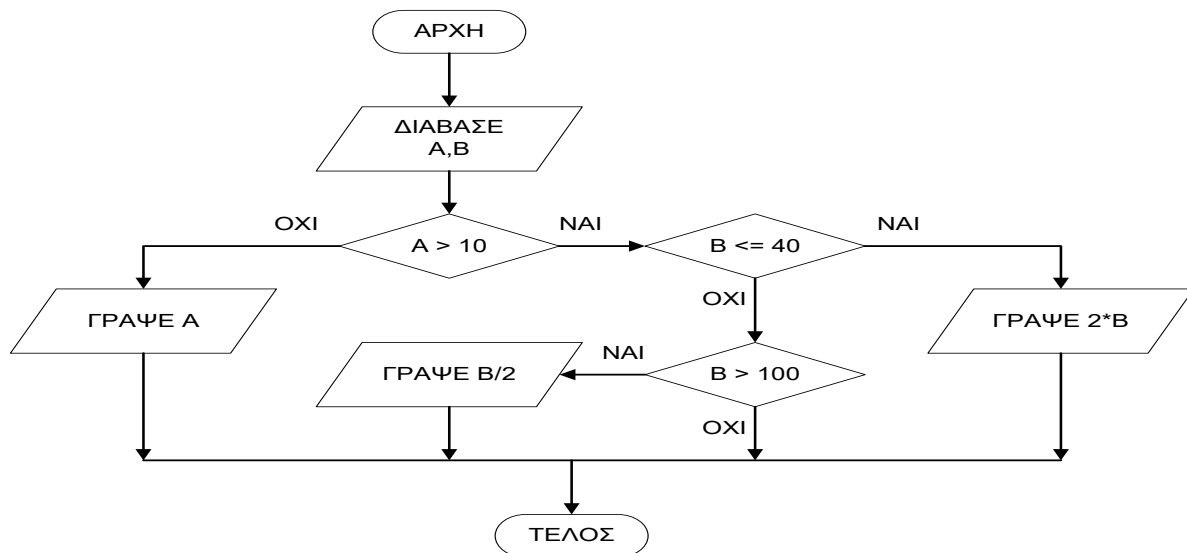 ΑΡΧΗ
ΔΙΑΒΑΣΕ
Α,Β
ΟΧΙ
ΝΑΙ
ΝΑΙ
Α > 10
Β <= 40
ΟΧΙ
ΓΡΑΨΕ Α
ΓΡΑΨΕ 2*Β
ΝΑΙ
ΓΡΑΨΕ Β/2
Β > 100
ΟΧΙ
ΤΕΛΟΣ